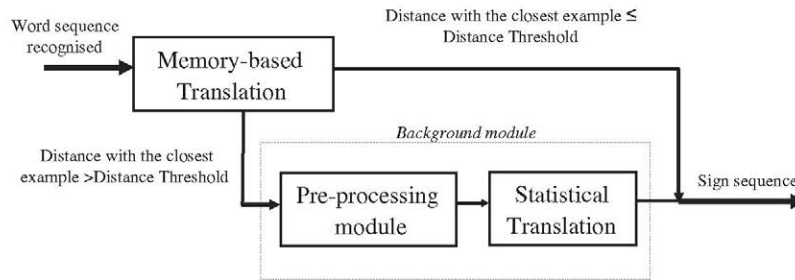 Word sequence
recognised
Memory-based
Translation
Distance with the closest example ≤
Distance Threshold
Distance with the closest
example >Distance Threshold
Background module
Pre-processing
module
Statistical
Translation
Sign sequence